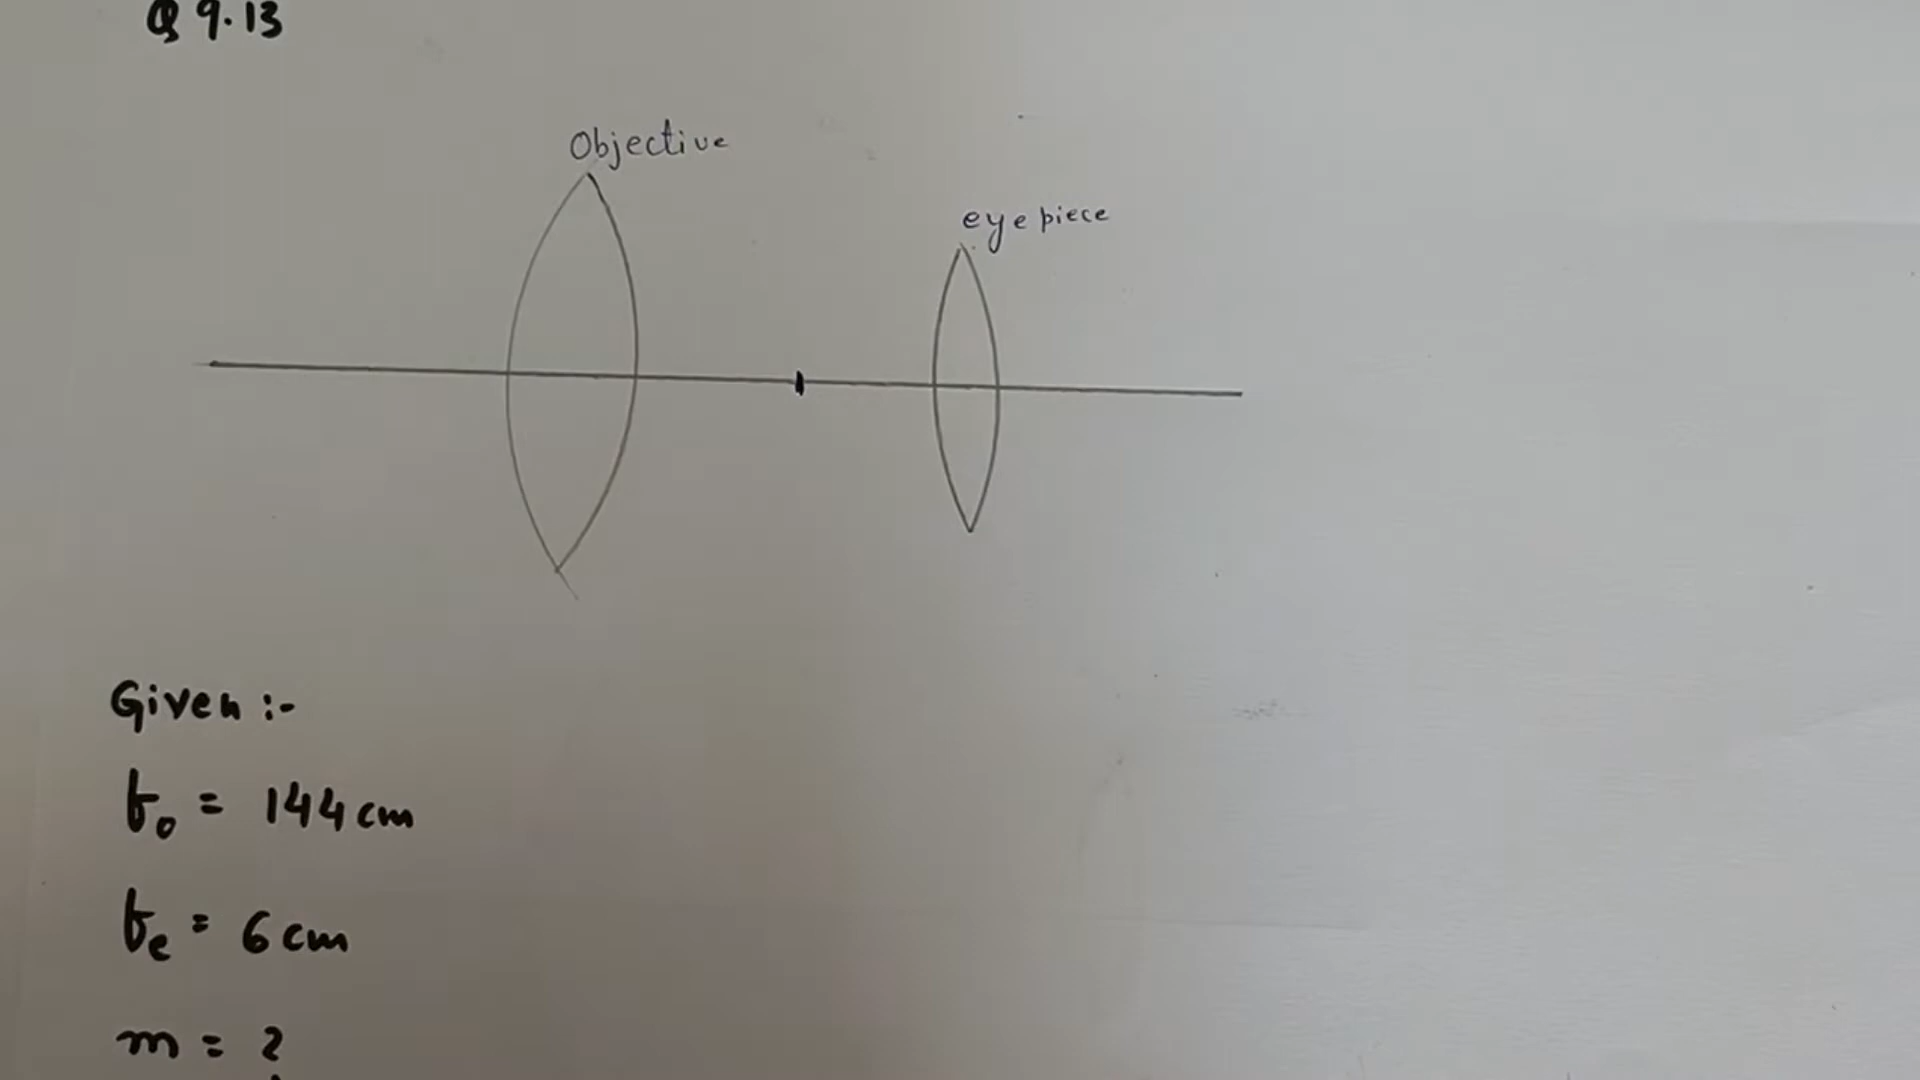 Q 9.13
Objective
eye piece
Given :-
fo = 144 cm
fe = 6 cm
m = ?